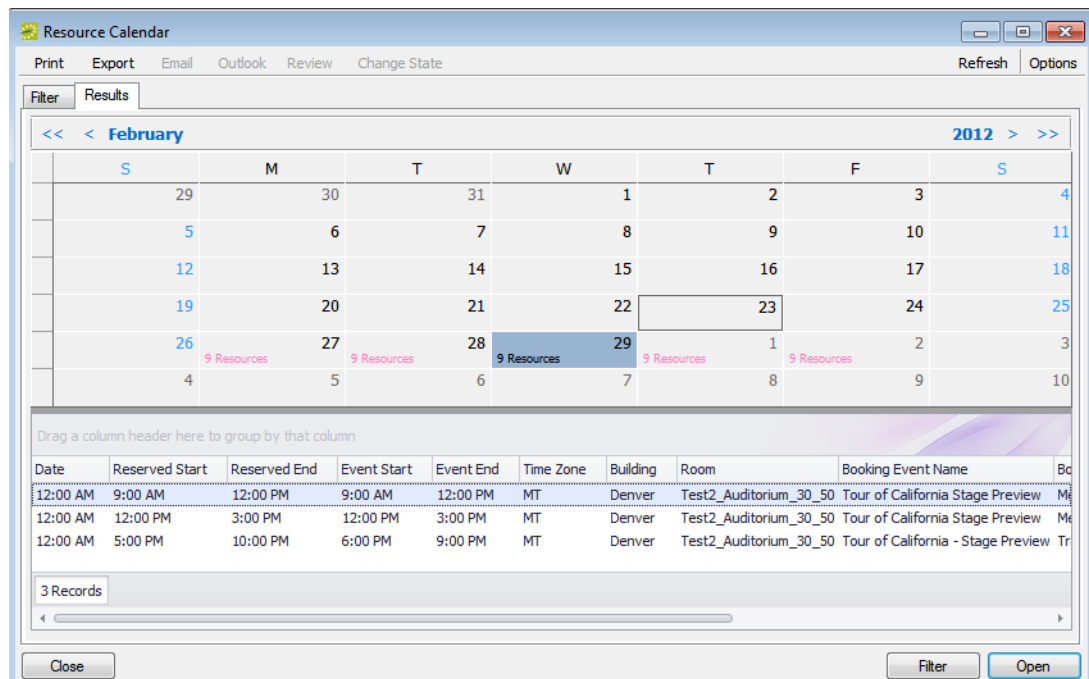 Resource Calendar
Print Export Email Outlook Review Change State Refresh Options
Filter Results
<< < February 2012 > >>
S M T W T F S
29 30 31 1 2 3 4
5 6 7 8 9 10 11
12 13 14 15 16 17 18
19 20 21 22 23 24 25
26 27 28 29 1 2 3
9 Resources 9 Resources 9 Resources 9 Resources 9 Resources
4 5 6 7 8 9 10
Drag a column header here to group by that column
Date Reserved Start Reserved End Event Start Event End Time Zone Building Room Booking Event Name Bo
12:00 AM 9:00 AM 12:00 PM 9:00 AM 12:00 PM MT Denver Test2_Auditorium_30_50 Tour of California Stage Preview Me
12:00 AM 12:00 PM 3:00 PM 12:00 PM 3:00 PM MT Denver Test2_Auditorium_30_50 Tour of California Stage Preview Me
12:00 AM 5:00 PM 10:00 PM 6:00 PM 9:00 PM MT Denver Test2_Auditorium_30_50 Tour of California - Stage Preview Tr
3 Records
Close Filter Open